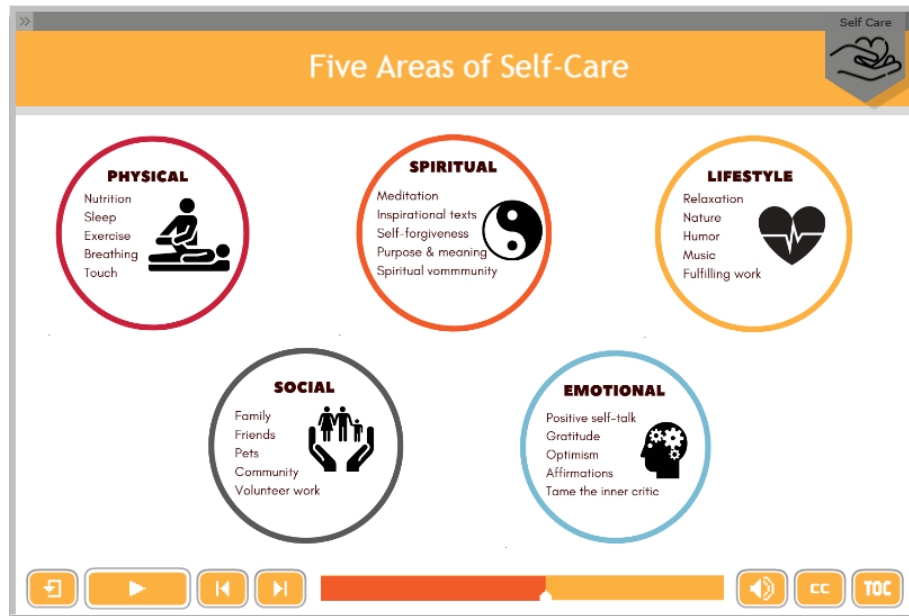 »
Self Care
Five Areas of Self-Care
PHYSICAL
Nutrition
Sleep
Exercise
Breathing
Touch
SPIRITUAL
Meditation
Inspirational texts
Self-forgiveness
Purpose & meaning
Spiritual vommmunity
LIFESTYLE
Relaxation
Nature
Humor
Music
Fulfilling work
SOCIAL
Family
Friends
Pets
Community
Volunteer work
EMOTIONAL
Positive self-talk
Gratitude
Optimism
Affirmations
Tame the inner critic
CC
TOC